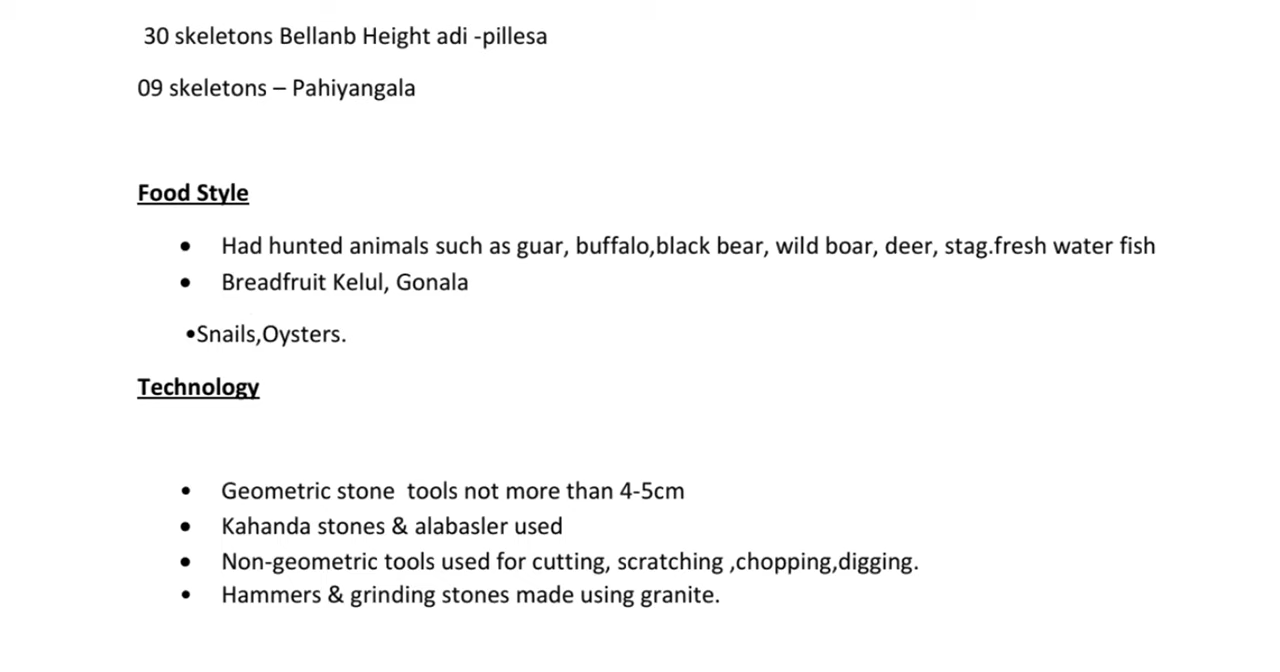 30 skeletons Bellanb Height adi -pillesa
09 skeletons – Pahiyangala
Food Style
• Had hunted animals such as guar, buffalo,black bear, wild boar, deer, stag.fresh water fish
• Breadfruit Kelul, Gonala
•Snails,Oysters.
Technology
• Geometric stone  tools not more than 4-5cm
• Kahanda stones & alabasler used
• Non-geometric tools used for cutting, scratching ,chopping,digging.
• Hammers & grinding stones made using granite.